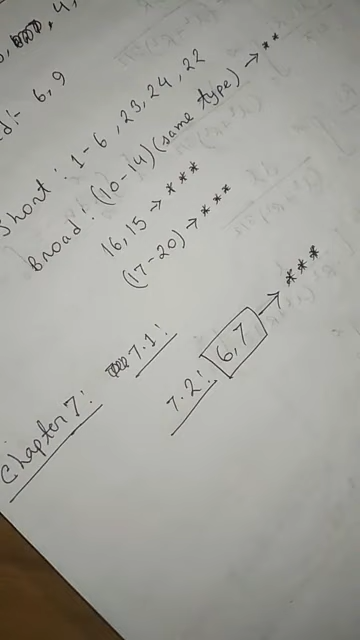 4,
6, 9
Short: 1-6, 23, 24, 22
Broad: (10-14) (same type) → **
16, 15 → ***
(17-20) → ***
Chapter 7: 7.1:
7.2: 6, 7 → ***